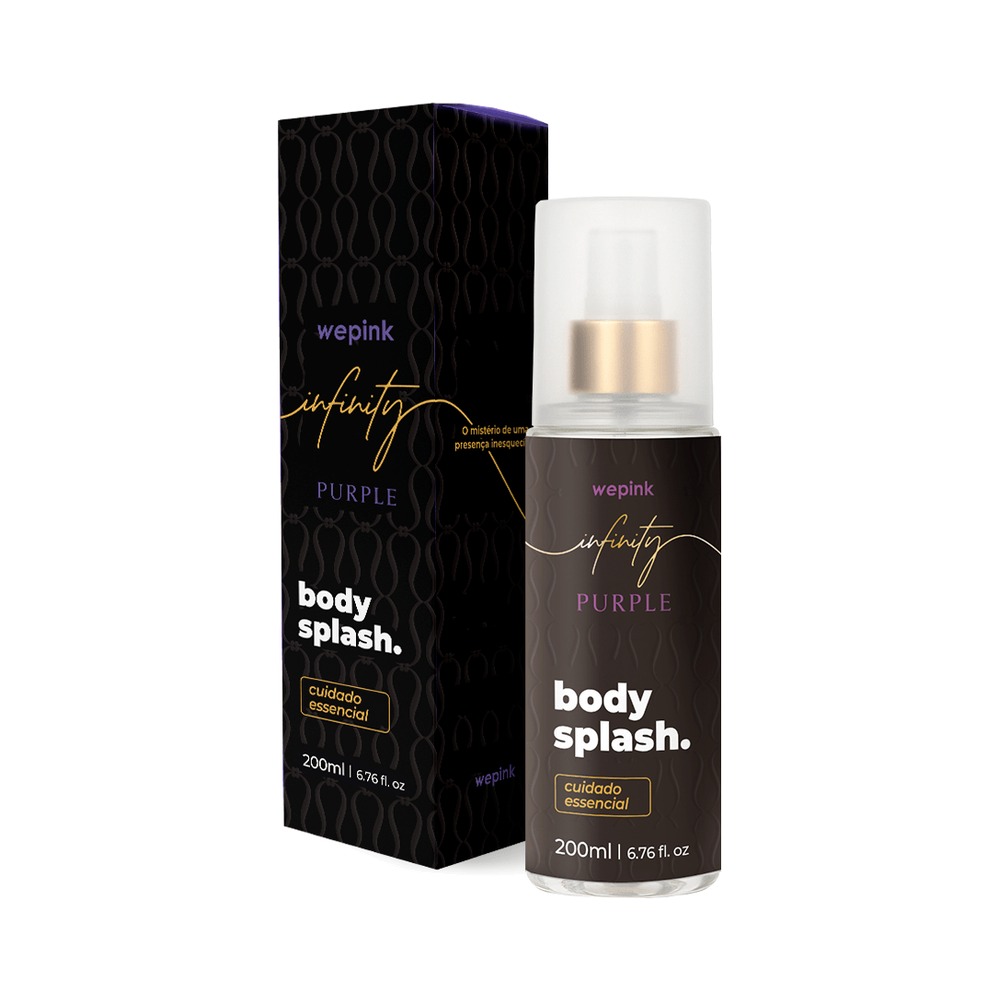 wepink
infinity
PURPLE
body
splash.
cuidado
essencial
200ml | 6.76 fl. oz
O mistério de uma
presença
wepink
wepink
infinity
PURPLE
body
splash.
cuidado
essencial
200ml | 6.76 fl. oz